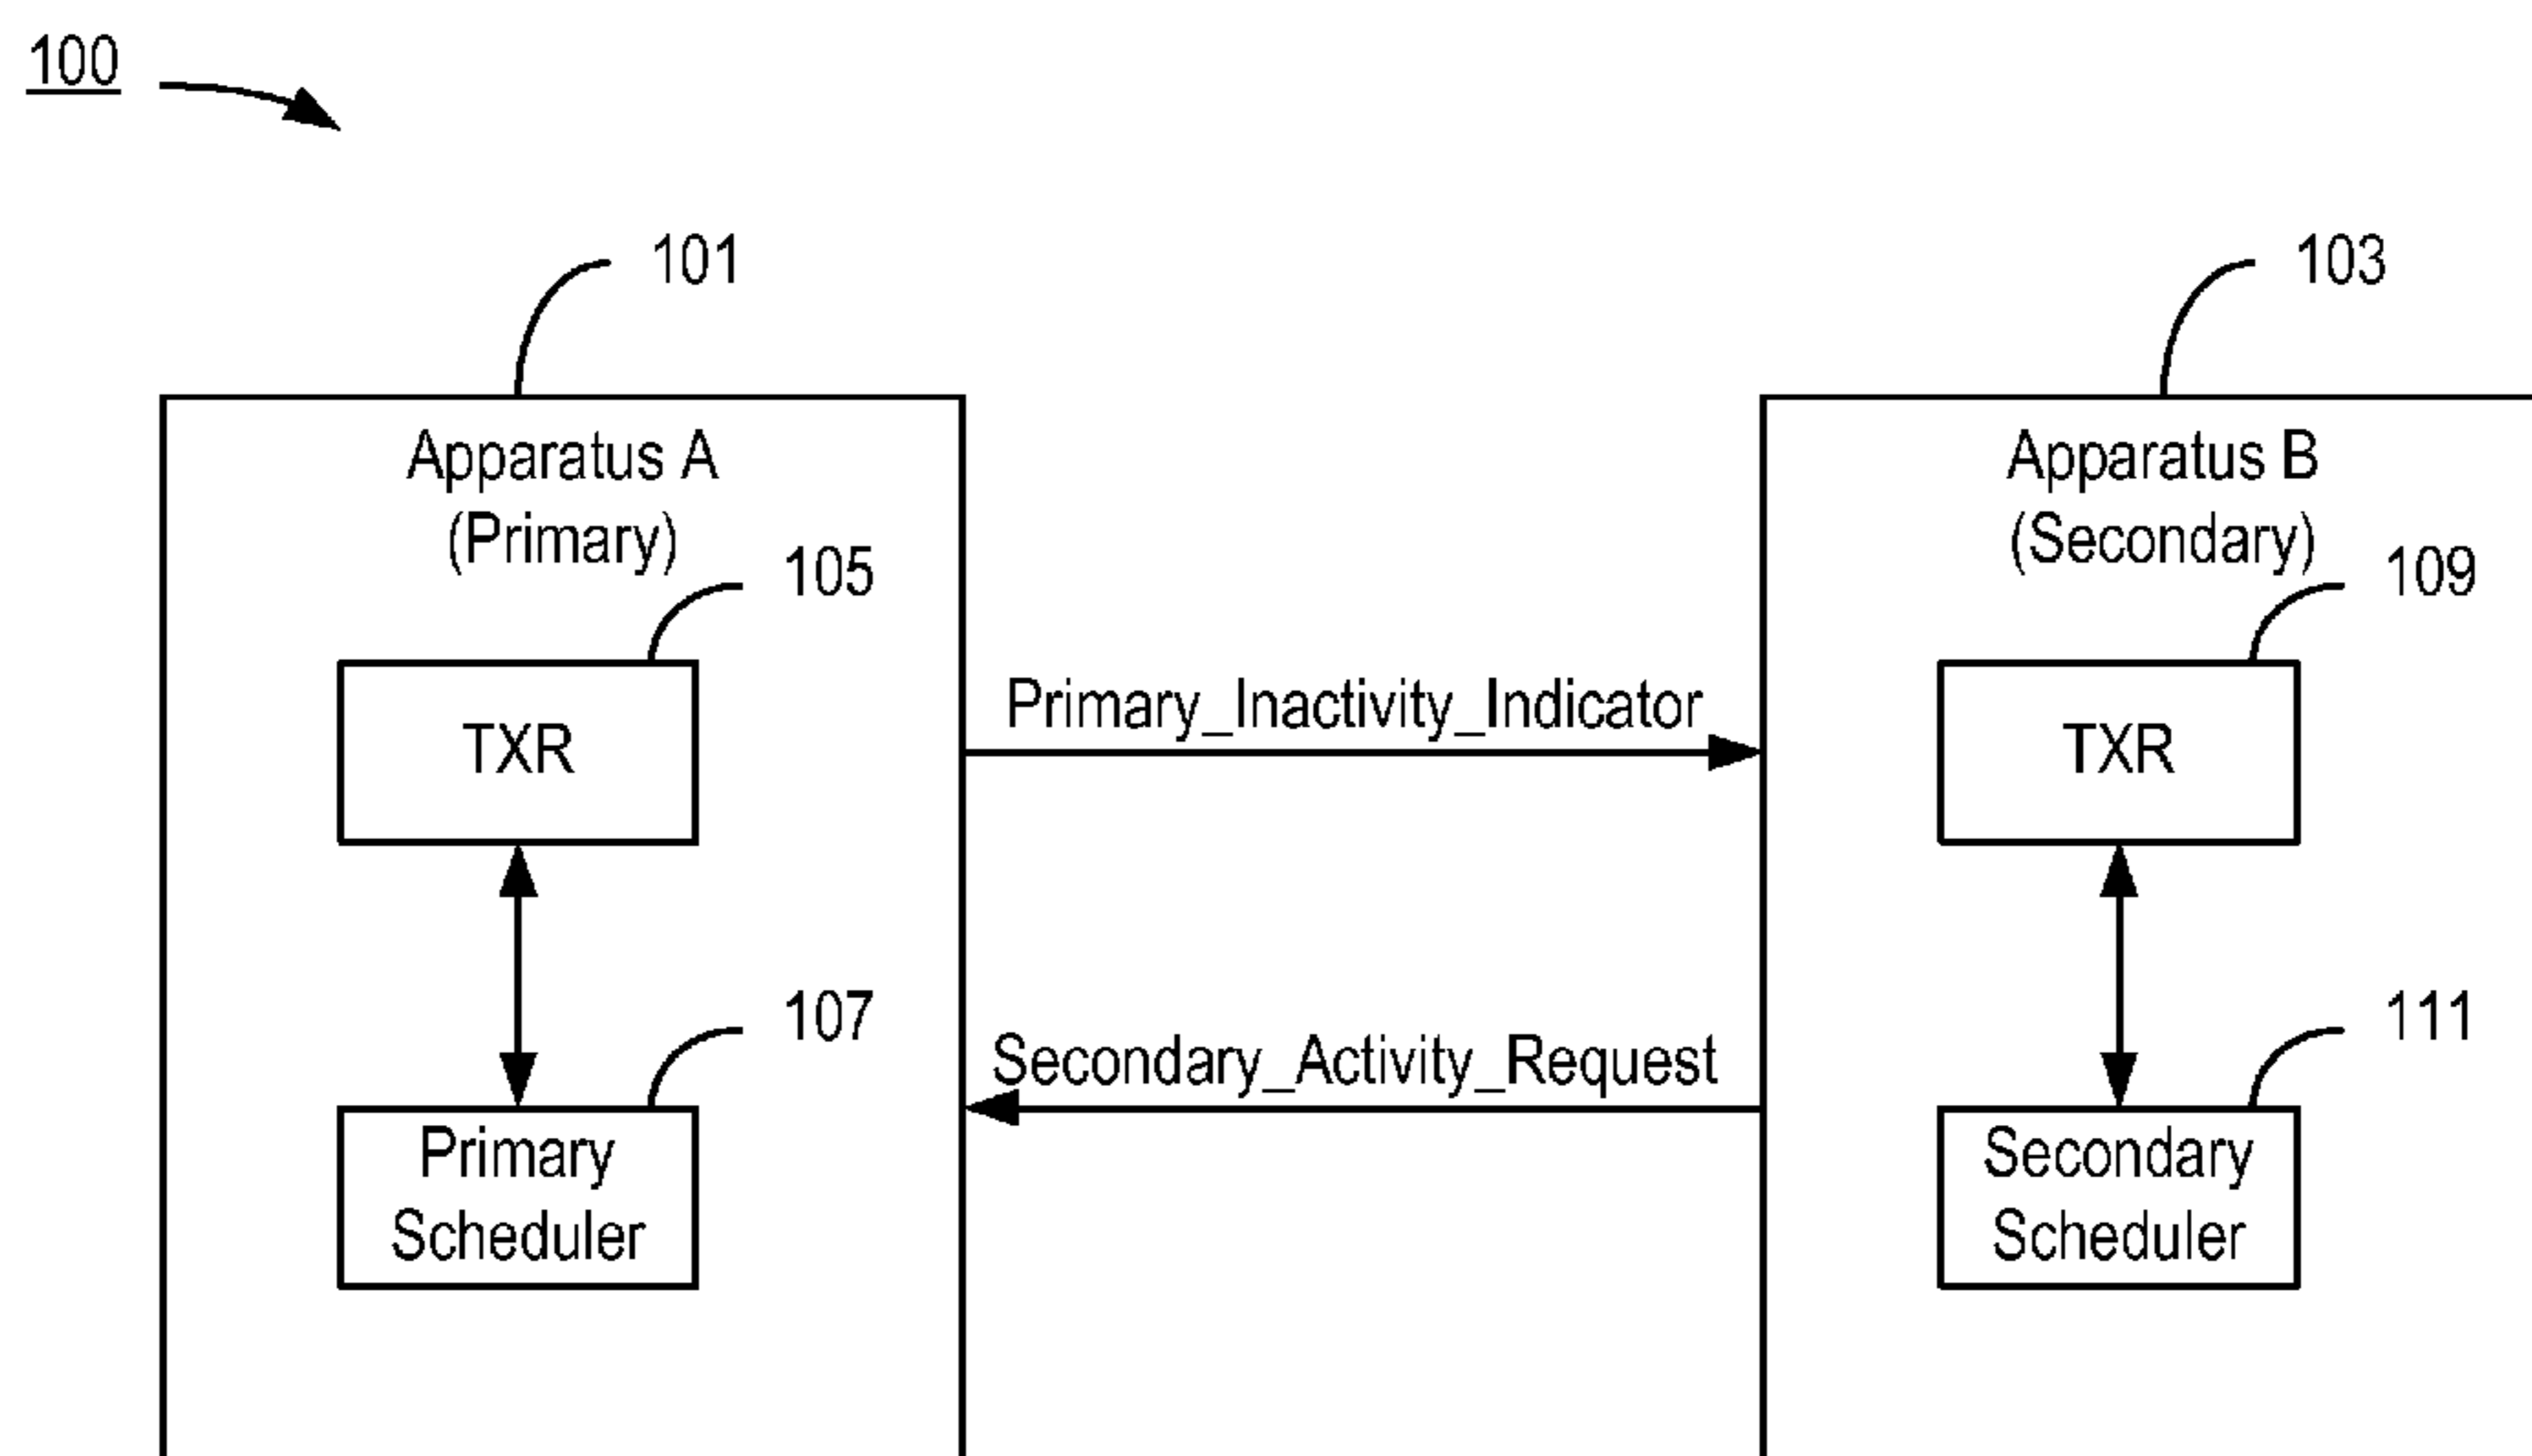 100
101
103
Apparatus A
(Primary)
Apparatus B
(Secondary)
105
109
TXR
Primary_Inactivity_Indicator
TXR
107
111
Secondary_Activity_Request
Primary
Scheduler
Secondary
Scheduler